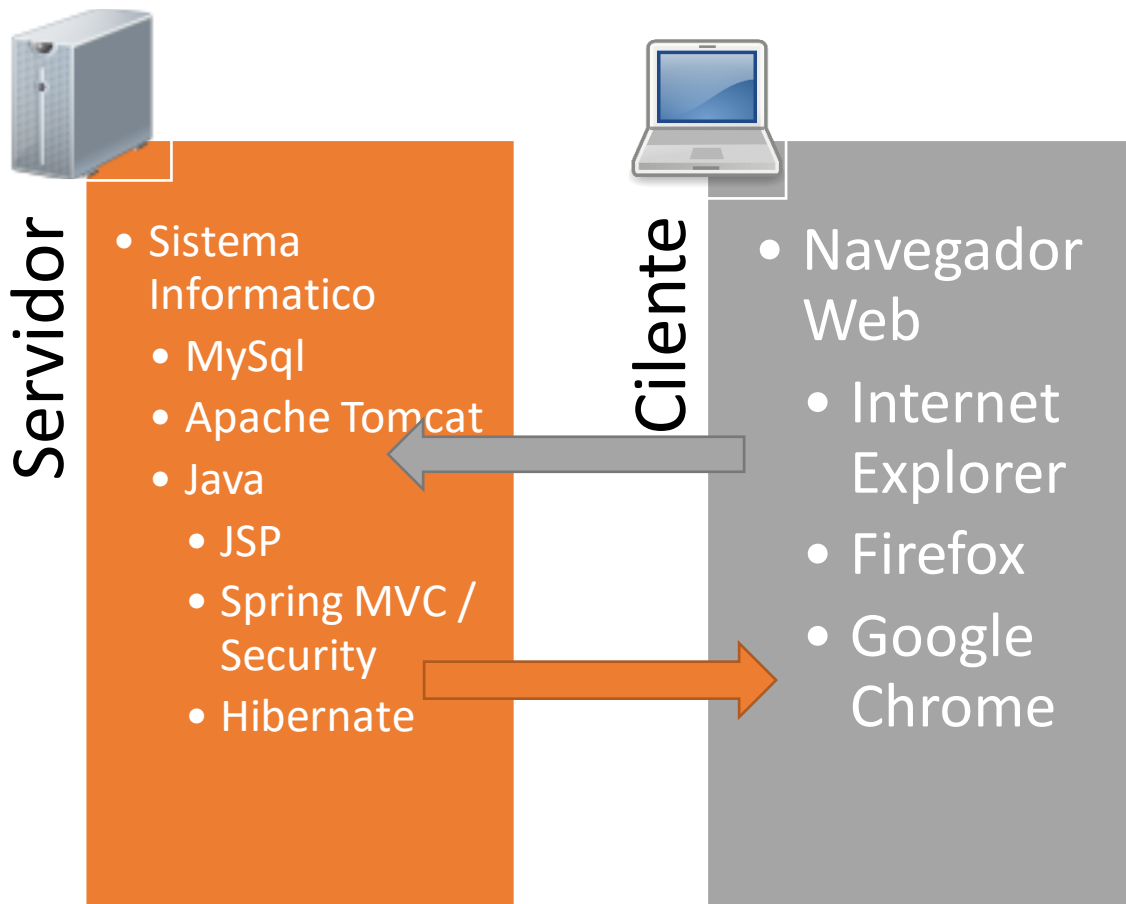 Servidor
• Sistema
Informatico
• MySql
• Apache Tomcat
• Java
• JSP
• Spring MVC /
Security
• Hibernate
Cilente
• Navegador
Web
• Internet
Explorer
• Firefox
• Google
Chrome